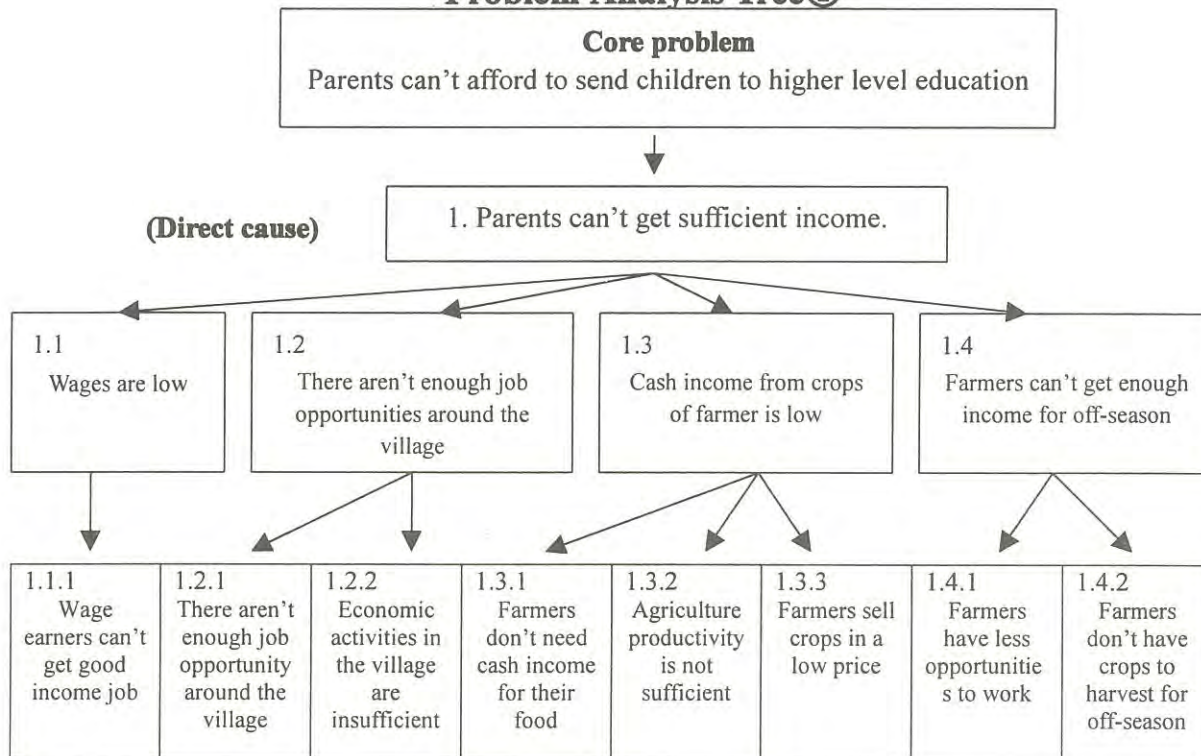 Problem Analysis Tree②
Core problem
Parents can't afford to send children to higher level education
(Direct cause)
1. Parents can't get sufficient income.
1.1
Wages are low
1.2
There aren't enough job
opportunities around the
village
1.3
Cash income from crops
of farmer is low
1.4
Farmers can't get enough
income for off-season
1.1.1
Wage
earners can't
get good
income job
1.2.1
There aren't
enough job
opportunity
around the
village
1.2.2
Economic
activities in
the village
are
insufficient
1.3.1
Farmers
don't need
cash income
for their
food
1.3.2
Agriculture
productivity
is not
sufficient
1.3.3
Farmers sell
crops in a
low price
1.4.1
Farmers
have less
opportunitie
s to work
1.4.2
Farmers
don't have
crops to
harvest for
off-season